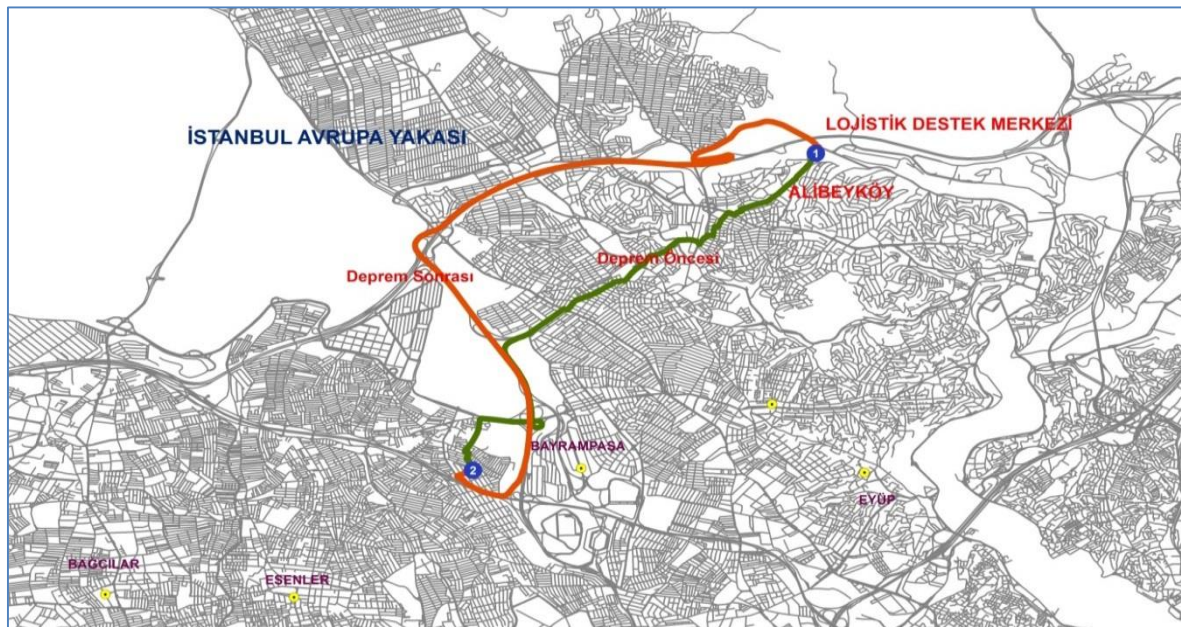 LOJİSTİK DESTEK MERKEZİ
İSTANBUL AVRUPA YAKASI
1
ALİBEYKÖY
Deprem Öncesi
Deprem Sonrası
BAYRAMPAŞA
2
EYÜP
BAĞCILAR
ESENLER